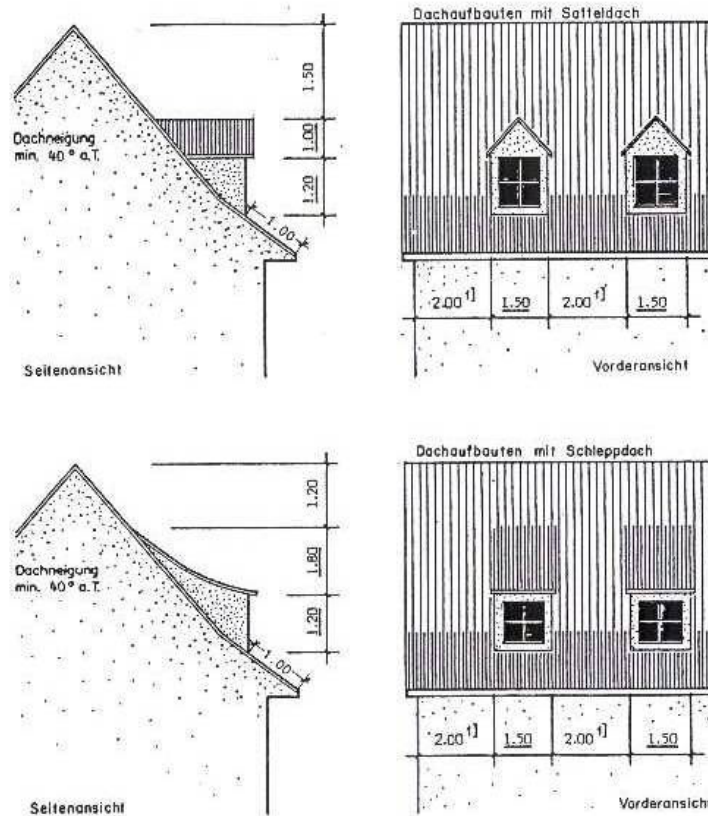 Dachaufbauten mit Satteldach
1.50
1.00
1.20
1.00
Dachneigung
min. 40° a.T.
Seitenansicht
2.00 1]
1.50
2.00 1]
1.50
Vorderansicht
Dachaufbauten mit Schleppdach
1.20
1.80
1.20
1.00
Dachneigung
min. 40° a.T.
Seitenansicht
2.00 1]
1.50
2.00 1]
1.50
Vorderansicht